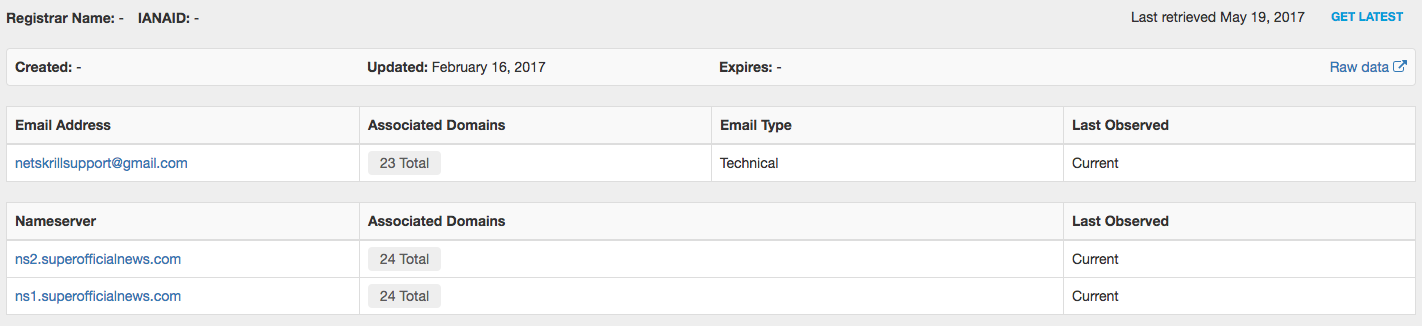 Registrar Name: - IANAID: - Last retrieved May 19, 2017 GET LATEST
Created: - Updated: February 16, 2017 Expires: - Raw data
Email Address Associated Domains Email Type Last Observed
netskrillsupport@gmail.com 23 Total Technical Current
Nameserver Associated Domains Last Observed
ns2.superofficialnews.com 24 Total Current
ns1.superofficialnews.com 24 Total Current